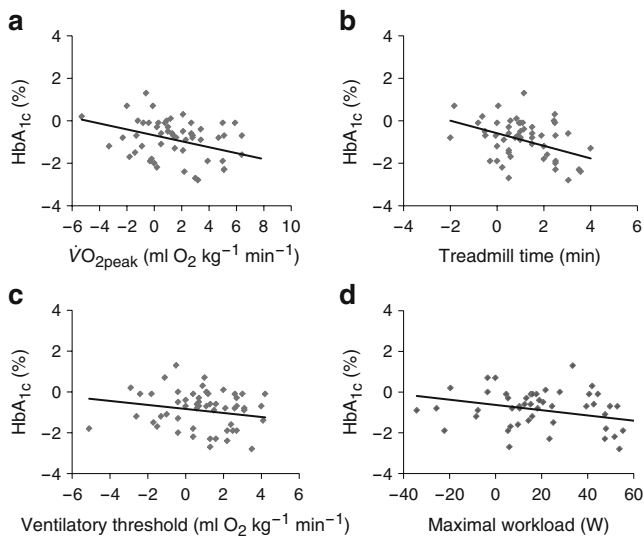 a
b
4
2
0
−2
−4
HbA1c (%)
−6 −4 −2 0 2 4 6 8 10
V̇O2peak (ml O2 kg−1 min−1)
4
2
0
−2
−4
HbA1c (%)
−4 −2 0 2 4 6
Treadmill time (min)
c
d
4
2
0
−2
−4
HbA1c (%)
−6 −4 −2 0 2 4 6
Ventilatory threshold (ml O2 kg−1 min−1)
4
2
0
−2
−4
HbA1c (%)
−40 −20 0 20 40 60
Maximal workload (W)